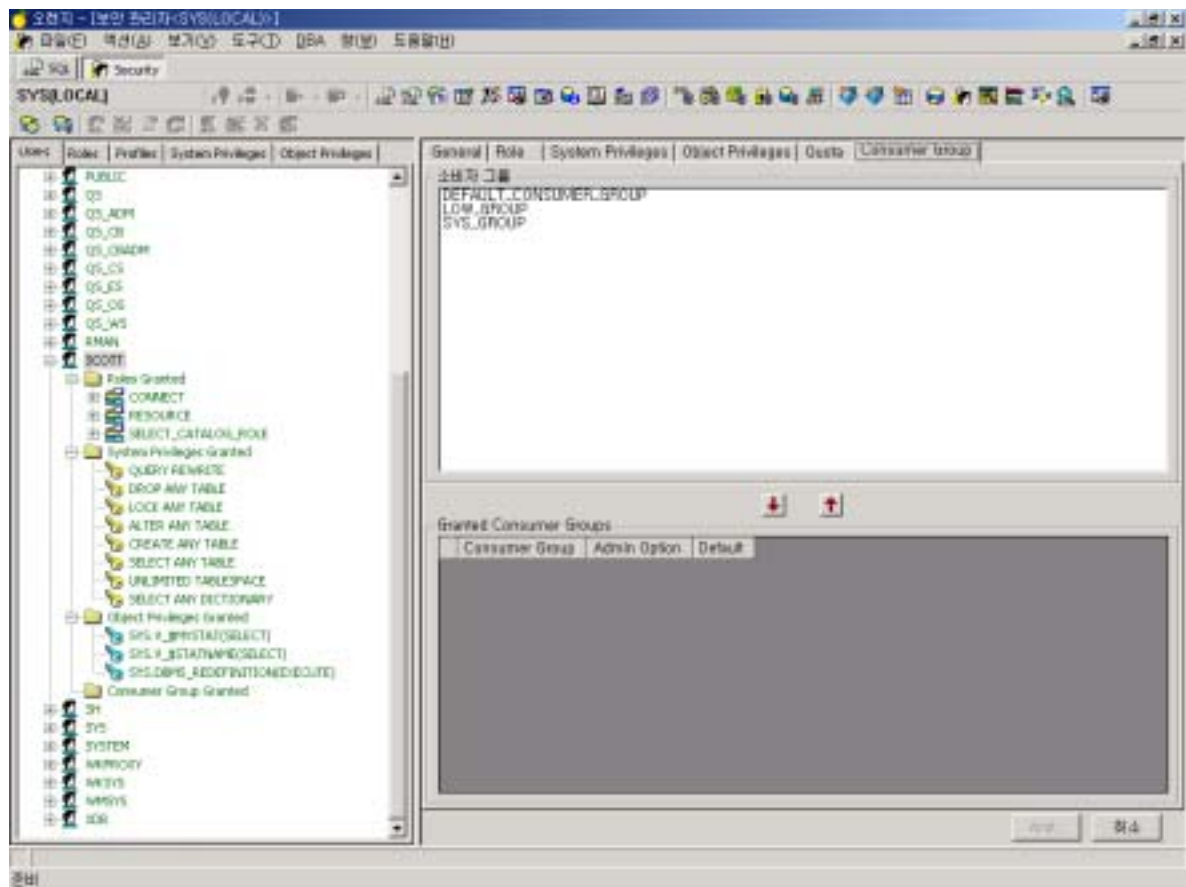 오렌지 - [보안 관리자<SYS(LOCAL)>]
파일(F) 액션(A) 보기(V) 도구(T) DBA 창(W) 도움말(H)
SQL Security
SYS(LOCAL)
Users Roles Profiles System Privileges Object Privileges
PUBLIC
QS
QS_ADM
QS_CB
QS_CBADM
QS_CS
QS_ES
QS_OS
QS_WS
RMAN
SCOTT
Roles Granted
CONNECT
RESOURCE
SELECT_CATALOG_ROLE
System Privileges Granted
QUERY REWRITE
DROP ANY TABLE
LOCK ANY TABLE
ALTER ANY TABLE
CREATE ANY TABLE
SELECT ANY TABLE
UNLIMITED TABLESPACE
SELECT ANY DICTIONARY
Object Privileges Granted
SYS.V_$MYSTAT(SELECT)
SYS.V_$STATNAME(SELECT)
SYS.DBMS_REDEFINITION(EXECUTE)
Consumer Group Granted
SH
SYS
SYSTEM
WKPROXY
WKSYS
WMSYS
XDB
General Role System Privileges Object Privileges Quota Consumer Group
소비자 그룹
DEFAULT_CONSUMER_GROUP
LOW_GROUP
SYS_GROUP
Granted Consumer Groups
Consumer Group Admin Option Default
취소
준비